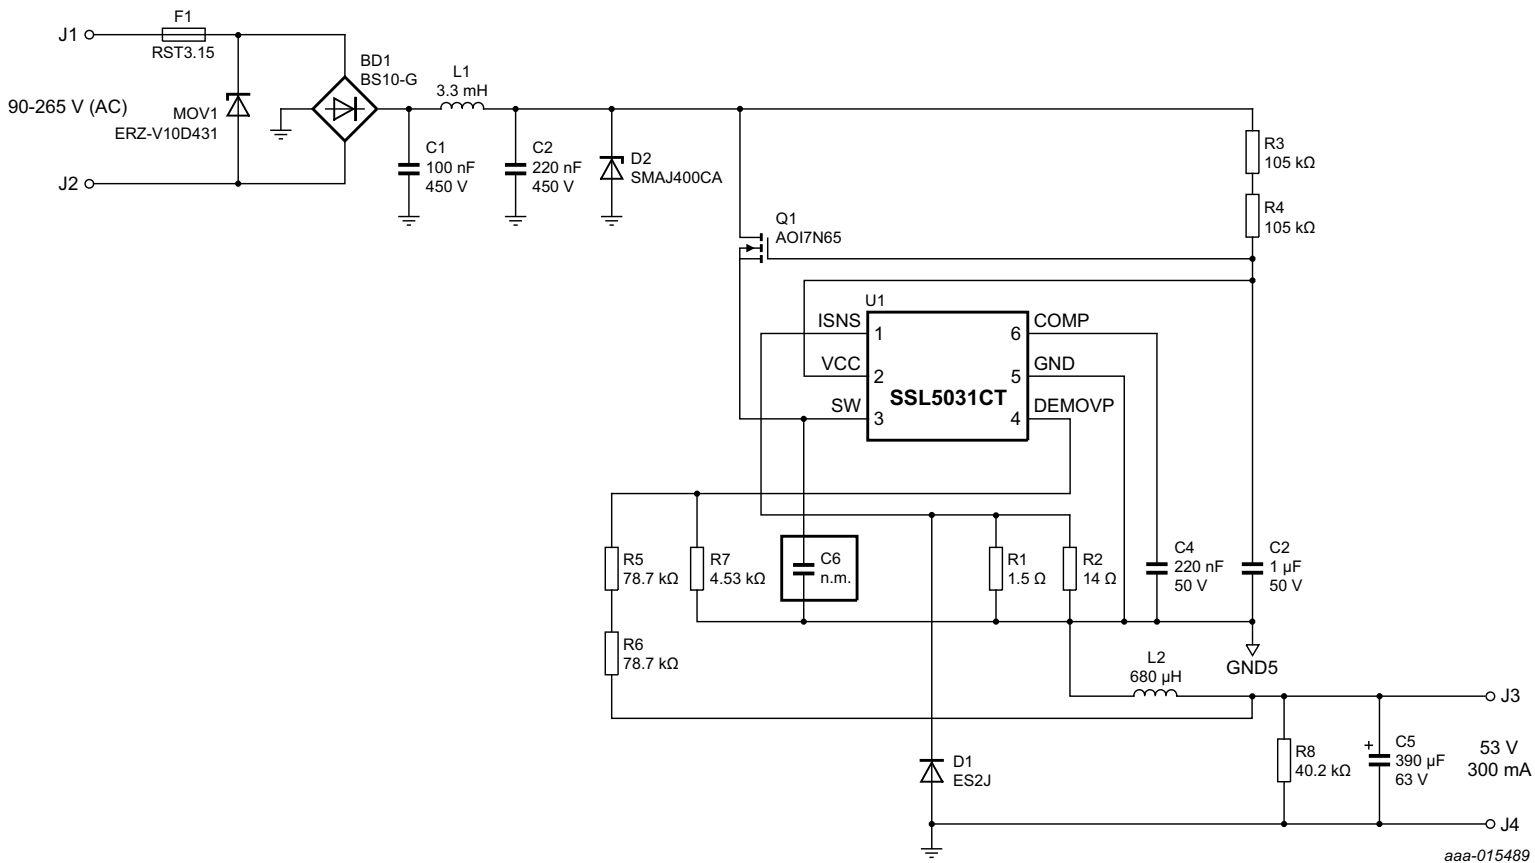 F1
J1
RST3.15
BD1
BS10-G
L1
3.3 mH
90-265 V (AC)
MOV1
ERZ-V10D431
J2
C1
100 nF
450 V
C2
220 nF
450 V
D2
SMAJ400CA
R3
105 kΩ
R4
105 kΩ
Q1
AOI7N65
U1
ISNS
1
6
COMP
VCC
2
5
GND
SSL5031CT
SW
3
4
DEMOVP
R5
78.7 kΩ
R7
4.53 kΩ
C6
n.m.
R1
1.5 Ω
R2
14 Ω
C4
220 nF
50 V
C2
1 µF
50 V
R6
78.7 kΩ
L2
680 µH
GND5
J3
D1
ES2J
R8
40.2 kΩ
+
C5
390 µF
63 V
53 V
300 mA
J4
aaa-015489